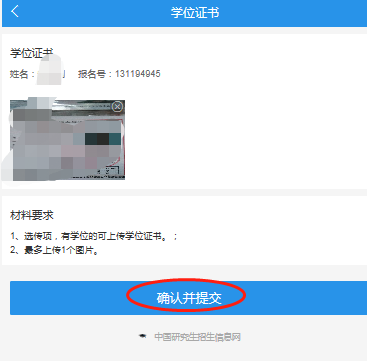 学位证书
学位证书
姓名： 报名号：131194945
材料要求
1、选传项，有学位的可上传学位证书。；
2、最多上传1个图片。
确认并提交
中国研究生招生信息网